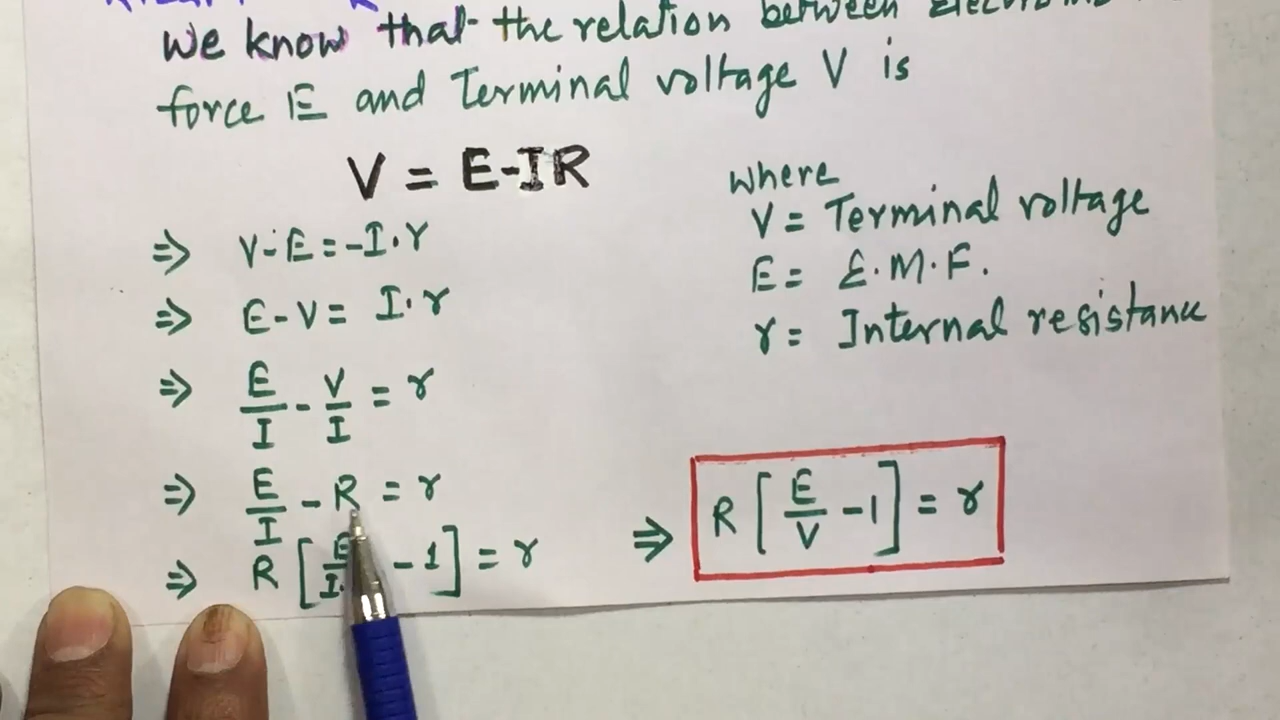 We know that the relation between
force E and Terminal voltage V is
V = E-IR
⇒ V-E = -I·r
⇒ E-V = I·r
⇒ E/I - V/I = r
⇒ E/I - R = r
⇒ R [ - 1] = r
where
V = Terminal voltage
E = E.M.F.
r = Internal resistance
⇒ R [E/V - 1] = r